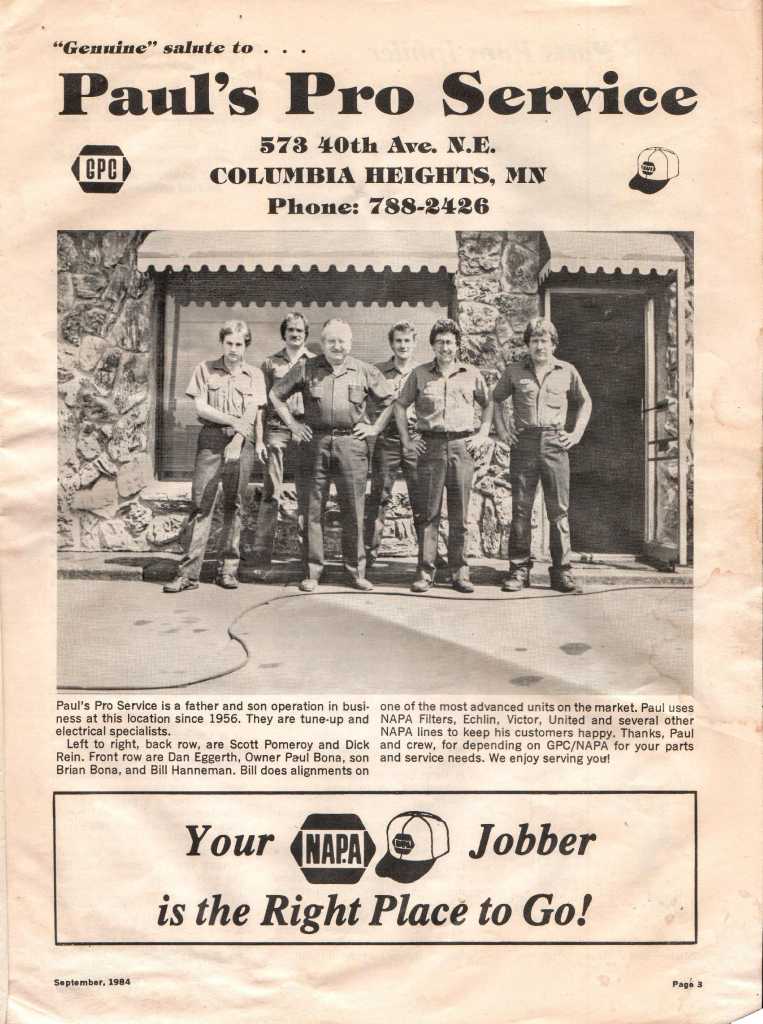 “Genuine” salute to . . .
Paul's Pro Service
573 40th Ave. N.E.
GPC
COLUMBIA HEIGHTS, MN
Phone: 788-2426
Paul's Pro Service is a father and son operation in busi-
ness at this location since 1956. They are tune-up and
electrical specialists.
Left to right, back row, are Scott Pomeroy and Dick
Rein. Front row are Dan Eggerth, Owner Paul Bona, son
Brian Bona, and Bill Hanneman. Bill does alignments on
one of the most advanced units on the market. Paul uses
NAPA Filters, Echlin, Victor, United and several other
NAPA lines to keep his customers happy. Thanks, Paul
and crew, for depending on GPC/NAPA for your parts
and service needs. We enjoy serving you!
Your NAPA Jobber
is the Right Place to Go!
September, 1984
Page 3